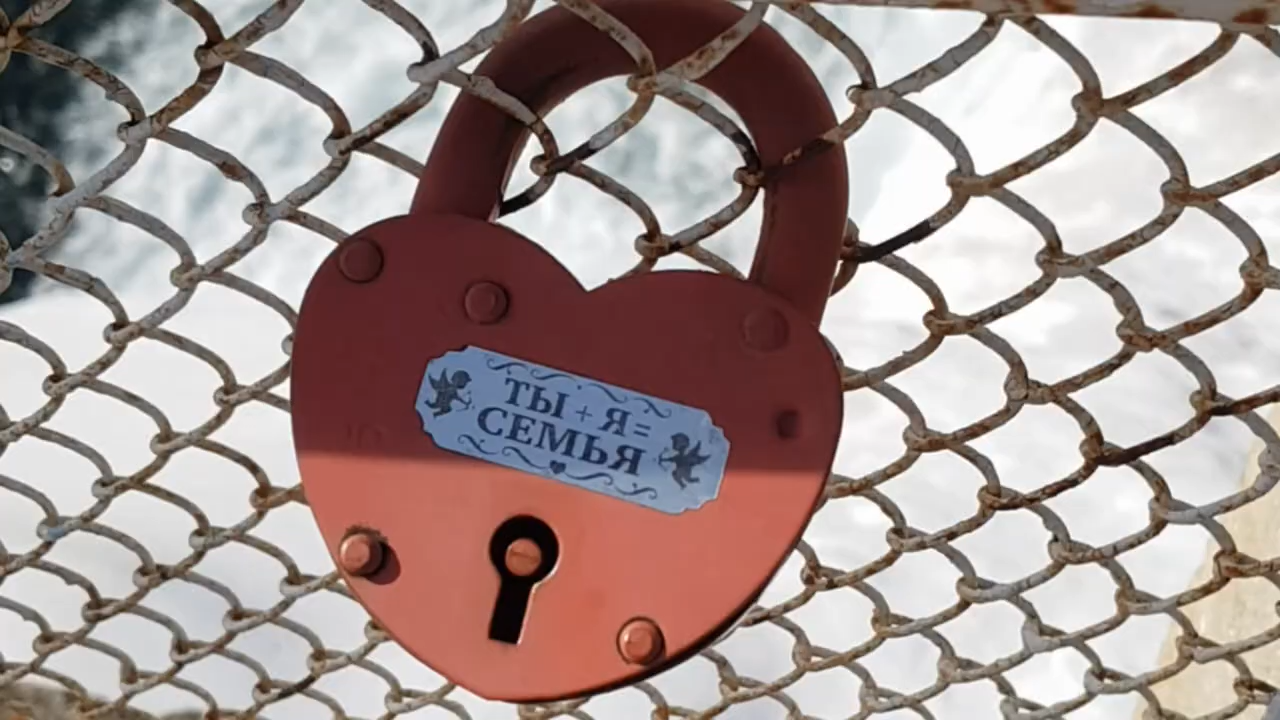 ТЫ + Я =
СЕМЬЯ